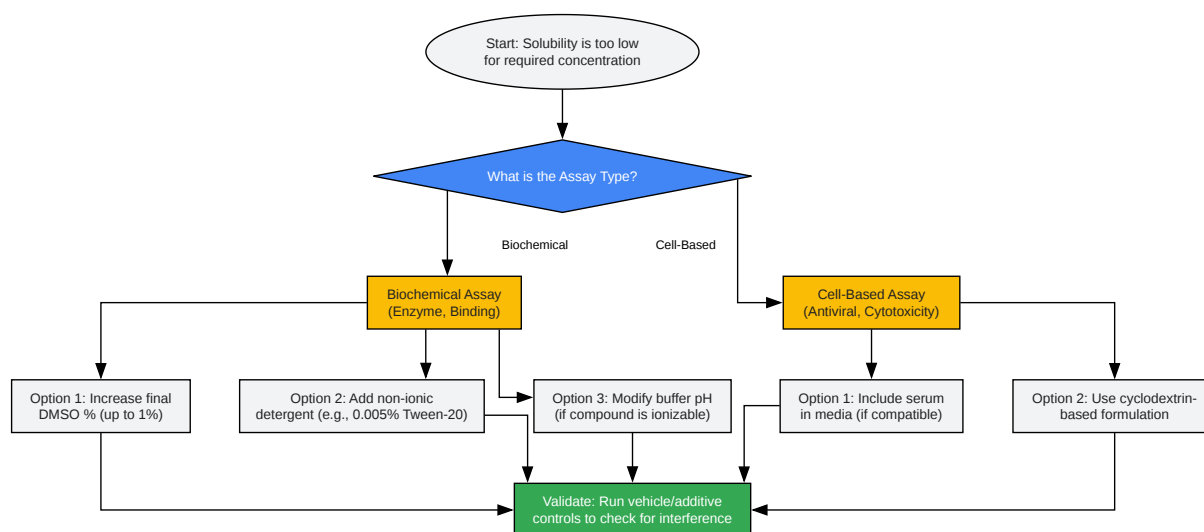 Start: Solubility is too low
for required concentration
What is the Assay Type?
Biochemical
Cell-Based
Biochemical Assay
(Enzyme, Binding)
Cell-Based Assay
(Antiviral, Cytotoxicity)
Option 1: Increase final
DMSO % (up to 1%)
Option 2: Add non-ionic
detergent (e.g., 0.005% Tween-20)
Option 3: Modify buffer pH
(if compound is ionizable)
Option 1: Include serum
in media (if compatible)
Option 2: Use cyclodextrin-
based formulation
Validate: Run vehicle/additive
controls to check for interference